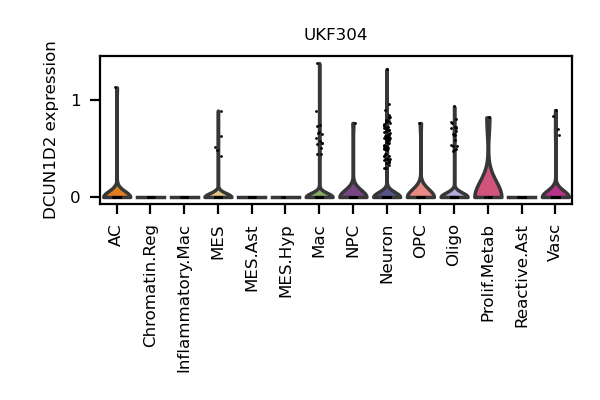 UKF304
DCUN1D2 expression
1
0
AC
Chromatin.Reg
Inflammatory.Mac
MES
MES.Ast
MES.Hyp
Mac
NPC
Neuron
OPC
Oligo
Prolif.Metab
Reactive.Ast
Vasc